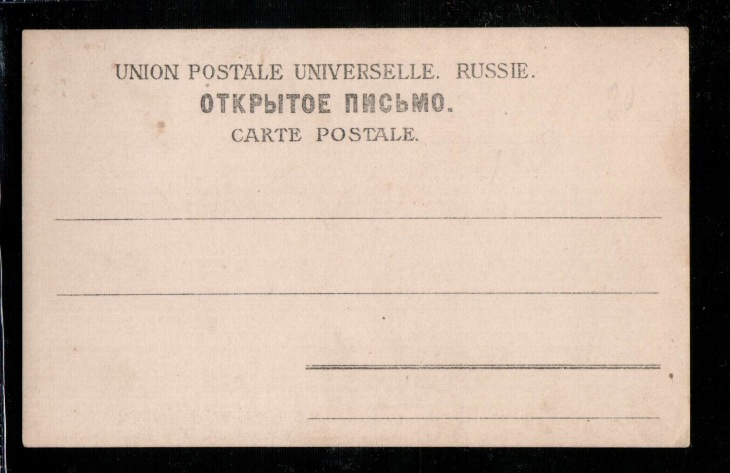 UNION POSTALE UNIVERSELLE. RUSSIE.
ОТКРЫТОЕ ПИСЬМО.
CARTE POSTALE.